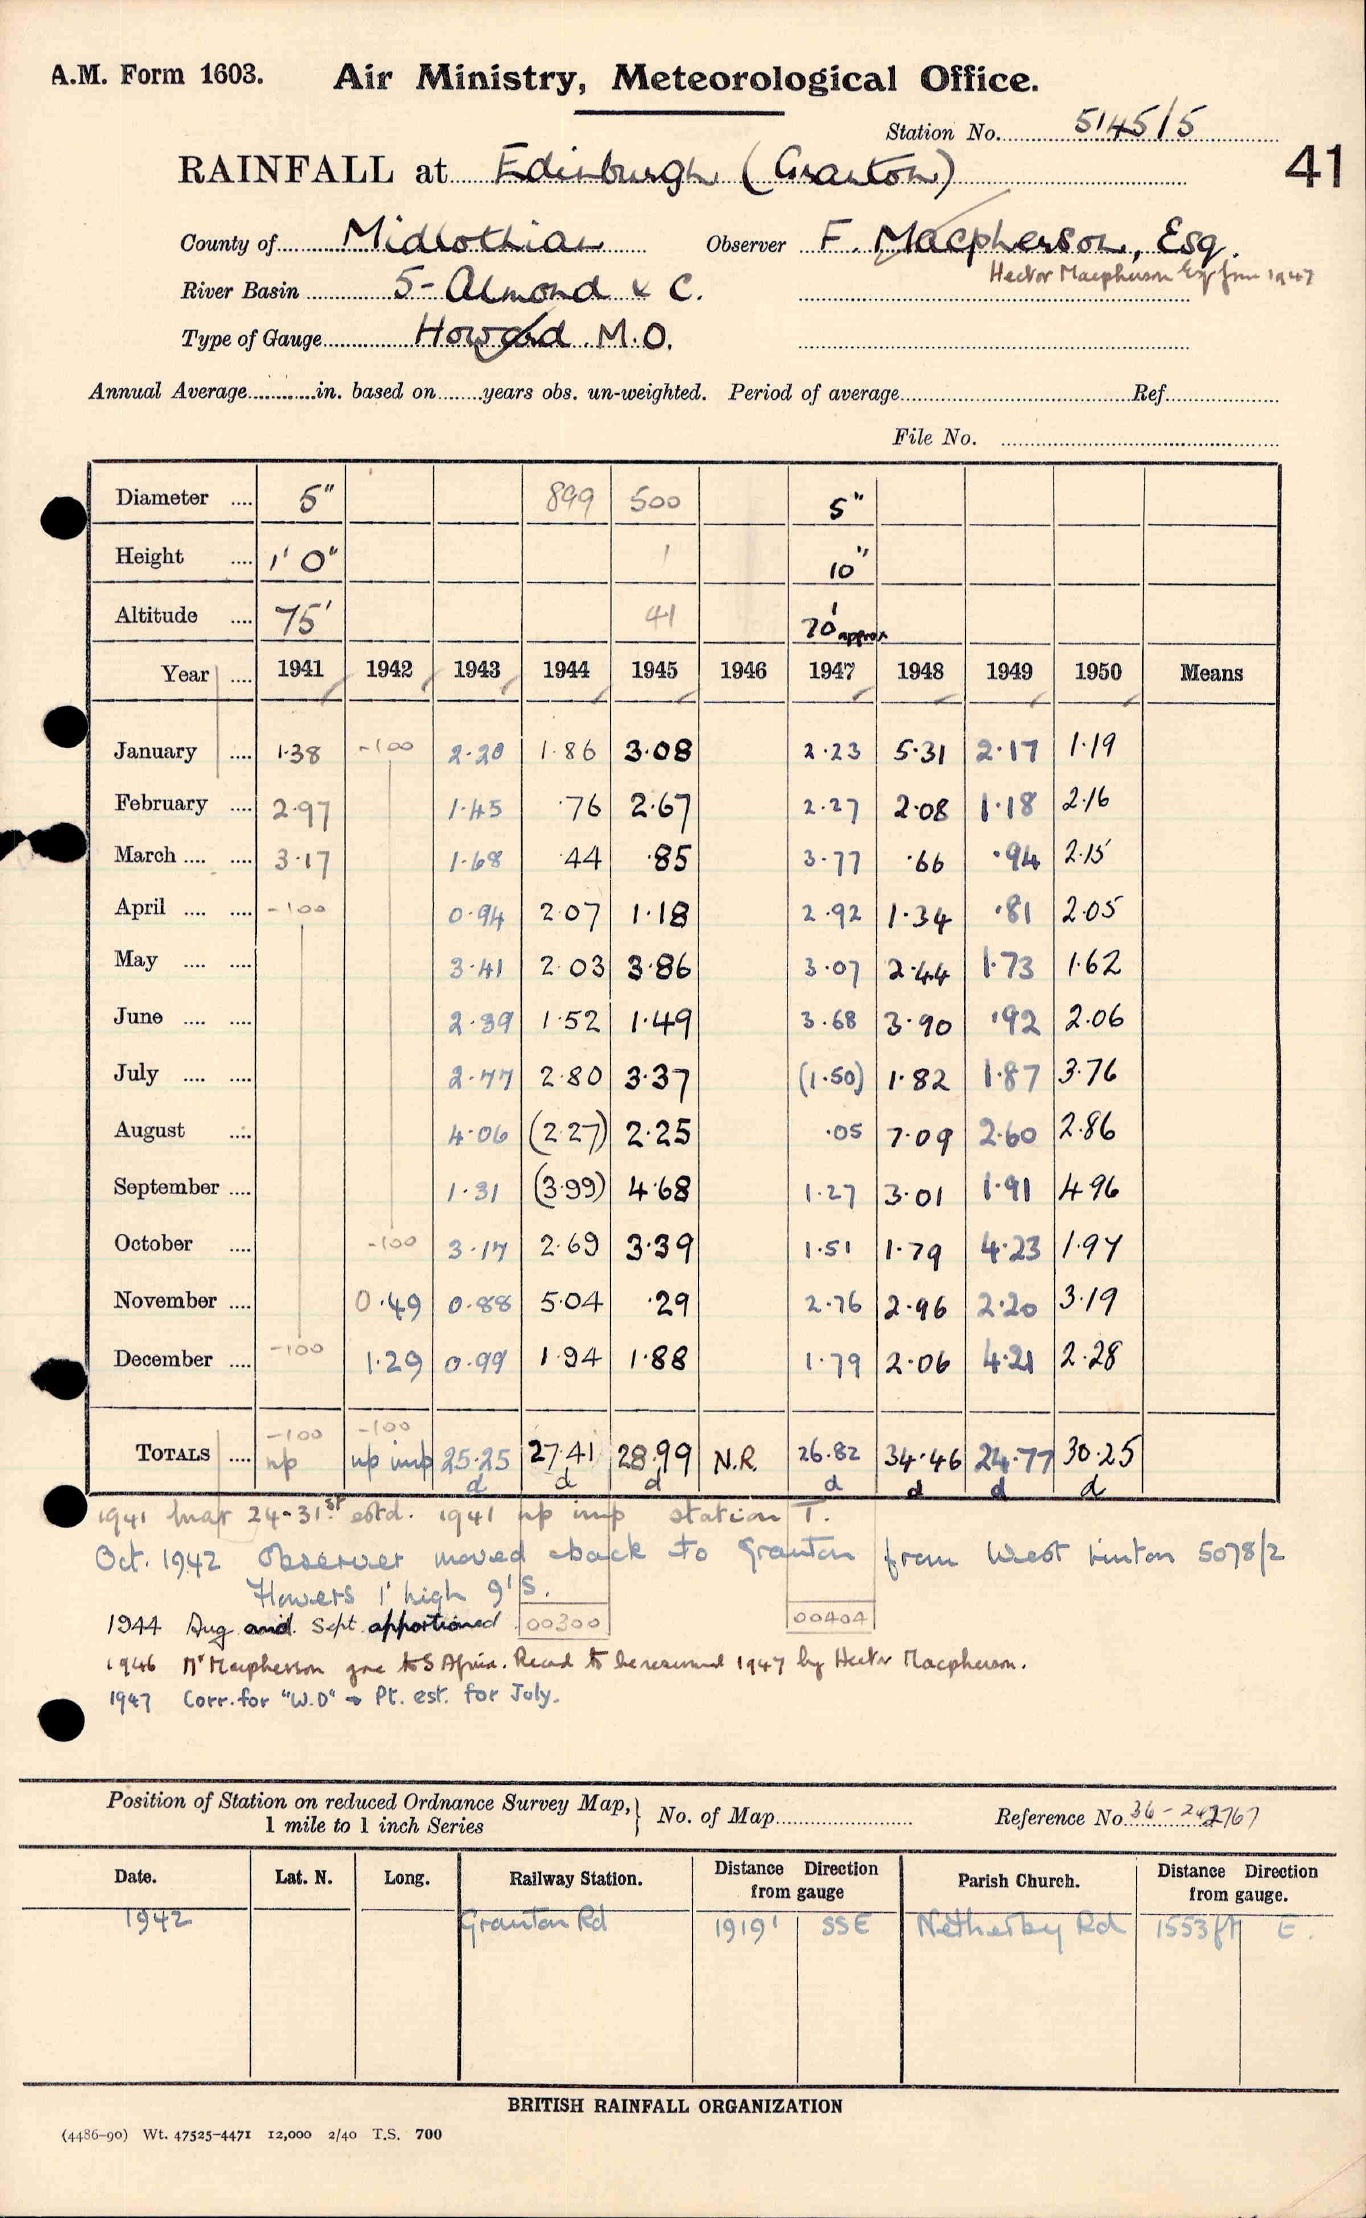 A.M. Form 1603. Air Ministry, Meteorological Office.
Station No. 5145/5
41
RAINFALL at Edinburgh (Granton)
County of Midlothian Observer F. Macpherson, Esq.
Hector Macpherson Esq from 1947
River Basin 5 - Almond & C.
Type of Gauge Howard M.O.
Annual Average in. based on years obs. un-weighted. Period of average Ref.
File No.
Diameter .... 5" 899 500 5"
Height .... 1' 0" 1 10"
Altitude .... 75' 41 70' approx
Year .... 1941 1942 1943 1944 1945 1946 1947 1948 1949 1950 Means
January .... 1.38 -100 2.20 1.86 3.08 2.23 5.31 2.17 1.19
February .... 2.97 1.45 .76 2.67 2.27 2.08 1.18 2.16
March .... .... 3.17 1.68 .44 .85 3.77 .66 .94 2.15
April .... .... -100 0.94 2.07 1.18 2.92 1.34 .81 2.05
May .... .... 3.41 2.03 3.86 3.07 2.44 1.73 1.62
June .... .... 2.39 1.52 1.49 3.68 3.90 .92 2.06
July .... .... 2.77 2.80 3.37 (1.50) 1.82 1.87 3.76
August .... 4.06 (2.27) 2.25 .05 7.09 2.60 2.86
September .... 1.31 (3.99) 4.68 1.27 3.01 1.91 4.96
October .... -100 3.17 2.69 3.39 1.51 1.79 4.23 1.97
November .... 0.49 0.88 5.04 .29 2.76 2.96 2.20 3.19
December .... -100 1.29 0.99 1.94 1.88 1.79 2.06 4.21 2.28
-100 -100
TOTALS .... np np imp 25.25 27.41 28.99 N.R. 26.82 34.46 24.77 30.25
d d d d d d d
1941 Mar 24-31st estd. 1941 np imp station T.
Oct. 1942 Observer moved back to Granton from West Linton 5078/2
Flowers 1' high 9' S.
1944 Aug and Sept apportioned 00300 00404
1946 Mr Macpherson gone to S Africa. Record to be resumed 1947 by Hector Macpherson.
1947 Corr. for "W.D" → Pt. est. for July.
Position of Station on reduced Ordnance Survey Map, 1 mile to 1 inch Series } No. of Map Reference No. 36-
Date. Lat. N. Long. Railway Station. Distance Direction from gauge Parish Church. Distance Direction from gauge.
1942 Granton Rd 1919' SSE Netherby Rd 1553ft E.
BRITISH RAINFALL ORGANIZATION
(4486-90) Wt. 47525-4471 12,000 2/40 T.S. 700